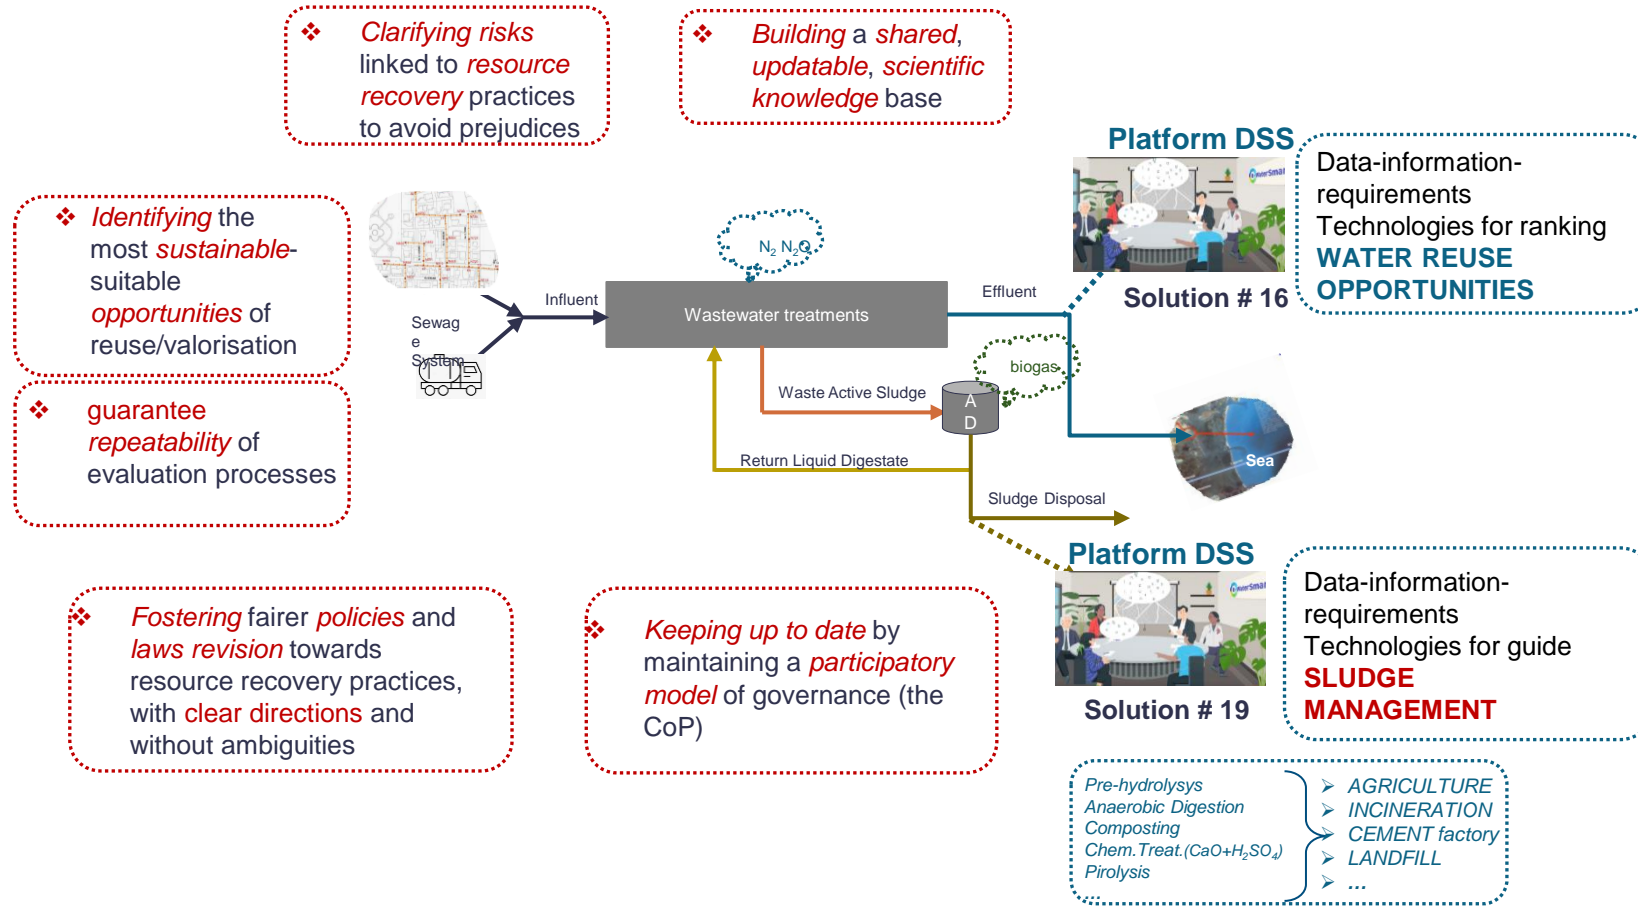 ❖ Clarifying risks
linked to resource
recovery practices
to avoid prejudices
❖ Building a shared,
updatable, scientific
knowledge base
Platform DSS
Solution # 16
Data-information-
requirements
Technologies for ranking
WATER REUSE
OPPORTUNITIES
❖ Identifying the
most sustainable-
suitable
opportunities of
reuse/valorisation
❖ guarantee
repeatability of
evaluation processes
Sewag
e
System
Influent
N₂ N₂O
Wastewater treatments
Effluent
biogas
Waste Active Sludge
A
D
Return Liquid Digestate
Sea
Sludge Disposal
Platform DSS
Solution # 19
Data-information-
requirements
Technologies for guide
SLUDGE
MANAGEMENT
❖ Fostering fairer policies and
laws revision towards
resource recovery practices,
with clear directions and
without ambiguities
❖ Keeping up to date by
maintaining a participatory
model of governance (the
CoP)
Pre-hydrolysys
Anaerobic Digestion
Composting
Chem.Treat.(CaO+H₂SO₄)
Pirolysis
...
➢ AGRICULTURE
➢ INCINERATION
➢ CEMENT factory
➢ LANDFILL
➢ ...